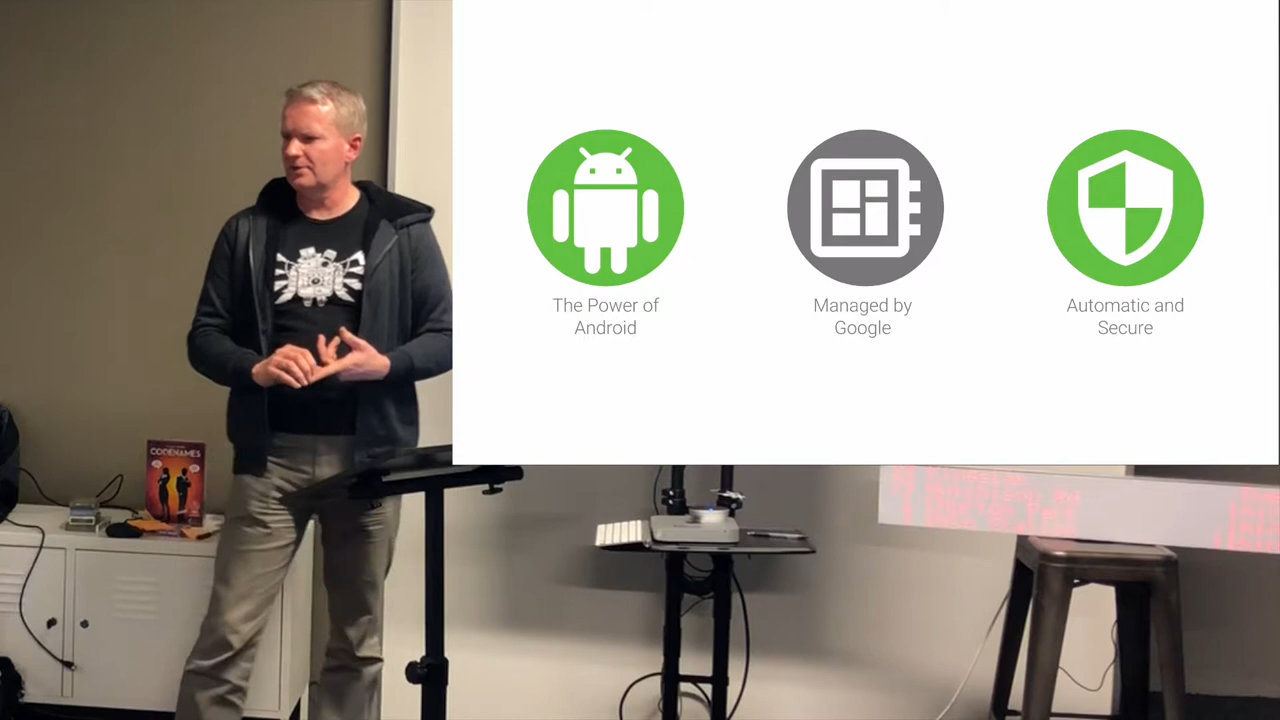 The Power of
Android
Managed by
Google
Automatic and
Secure
CODENAMES